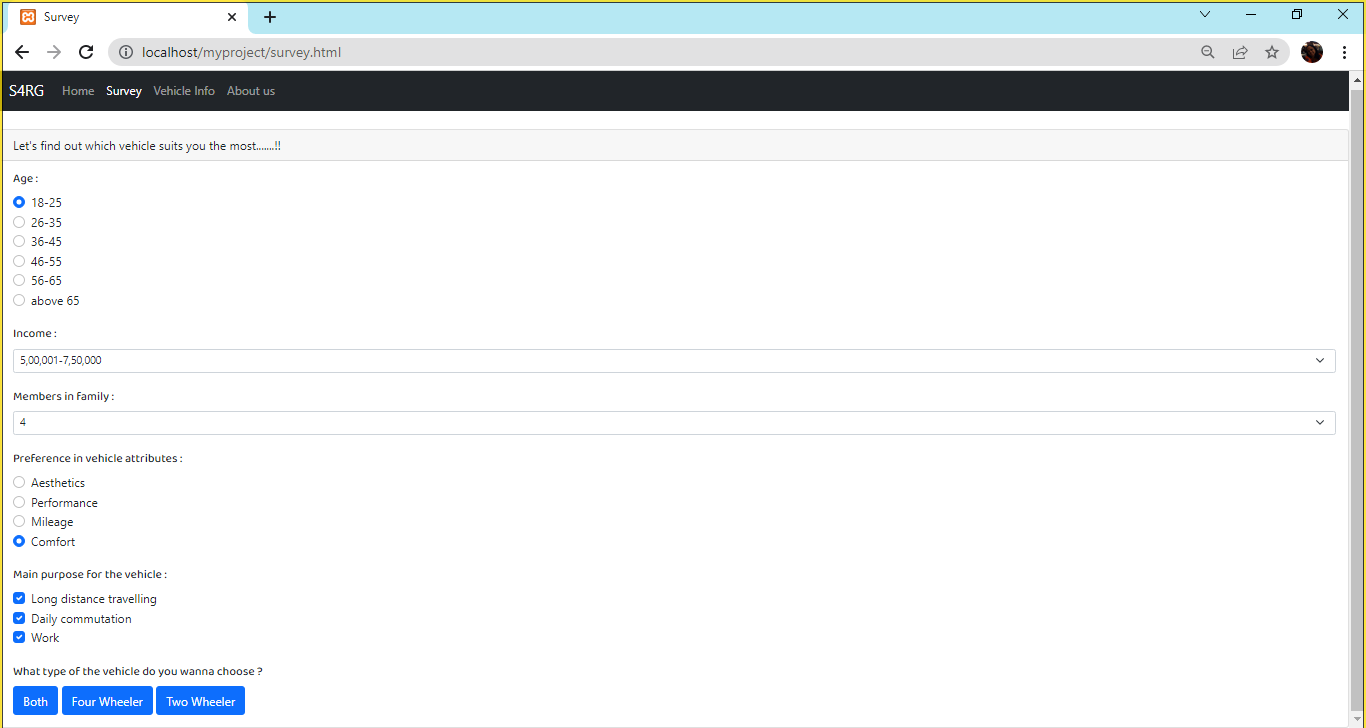 Survey
localhost/myproject/survey.html
S4RG Home Survey Vehicle Info About us
Let's find out which vehicle suits you the most.......!!
Age :
18-25
26-35
36-45
46-55
56-65
above 65
Income :
5,00,001-7,50,000
Members in family :
4
Preference in vehicle attributes :
Aesthetics
Performance
Mileage
Comfort
Main purpose for the vehicle :
Long distance travelling
Daily commutation
Work
What type of the vehicle do you wanna choose ?
Both Four Wheeler Two Wheeler